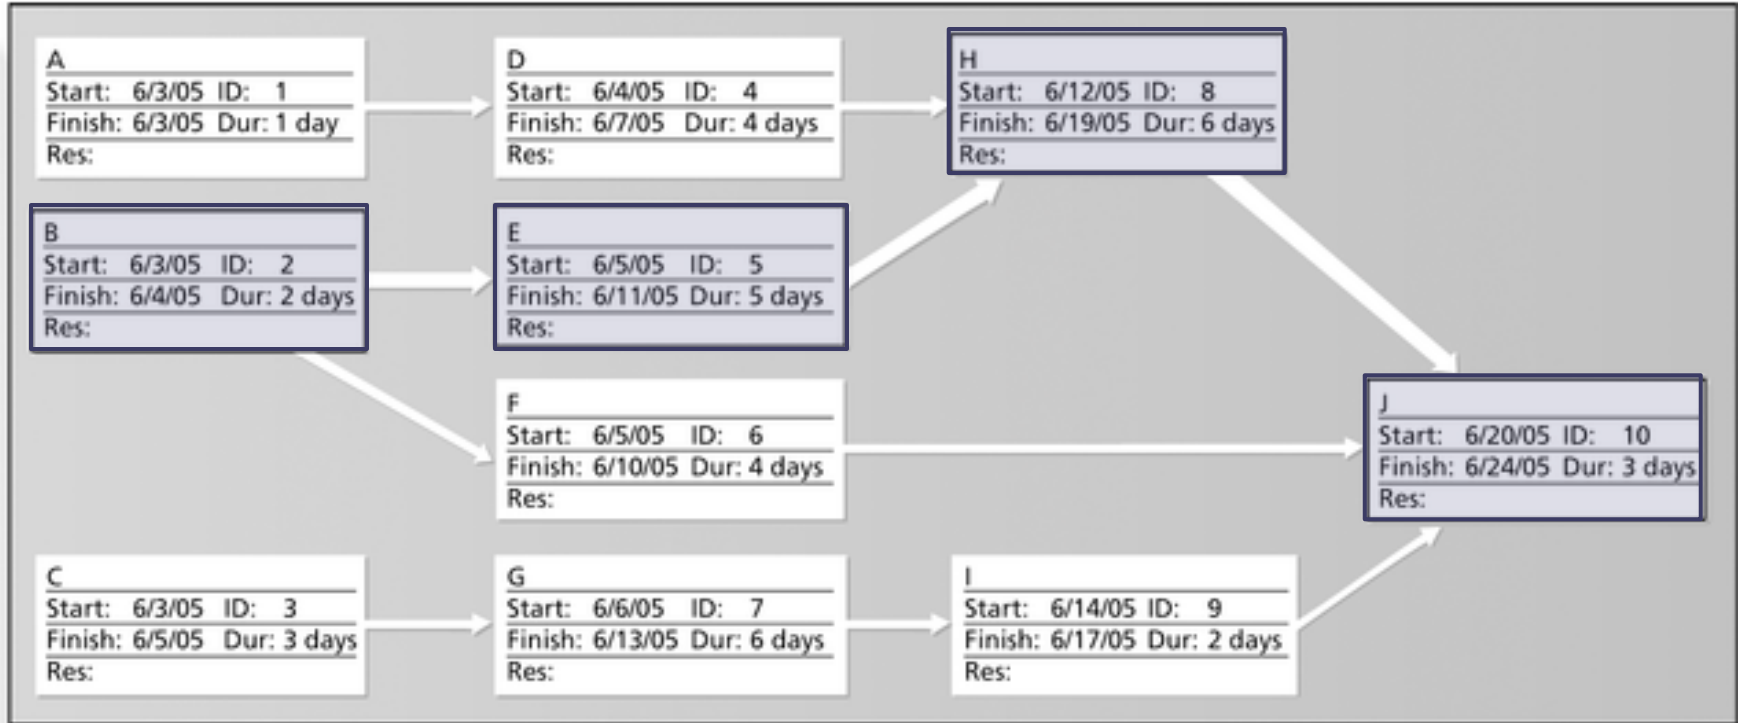 A
Start: 6/3/05 ID: 1
Finish: 6/3/05 Dur: 1 day
Res:
D
Start: 6/4/05 ID: 4
Finish: 6/7/05 Dur: 4 days
Res:
H
Start: 6/12/05 ID: 8
Finish: 6/19/05 Dur: 6 days
Res:
B
Start: 6/3/05 ID: 2
Finish: 6/4/05 Dur: 2 days
Res:
E
Start: 6/5/05 ID: 5
Finish: 6/11/05 Dur: 5 days
Res:
F
Start: 6/5/05 ID: 6
Finish: 6/10/05 Dur: 4 days
Res:
J
Start: 6/20/05 ID: 10
Finish: 6/24/05 Dur: 3 days
Res:
C
Start: 6/3/05 ID: 3
Finish: 6/5/05 Dur: 3 days
Res:
G
Start: 6/6/05 ID: 7
Finish: 6/13/05 Dur: 6 days
Res:
I
Start: 6/14/05 ID: 9
Finish: 6/17/05 Dur: 2 days
Res: